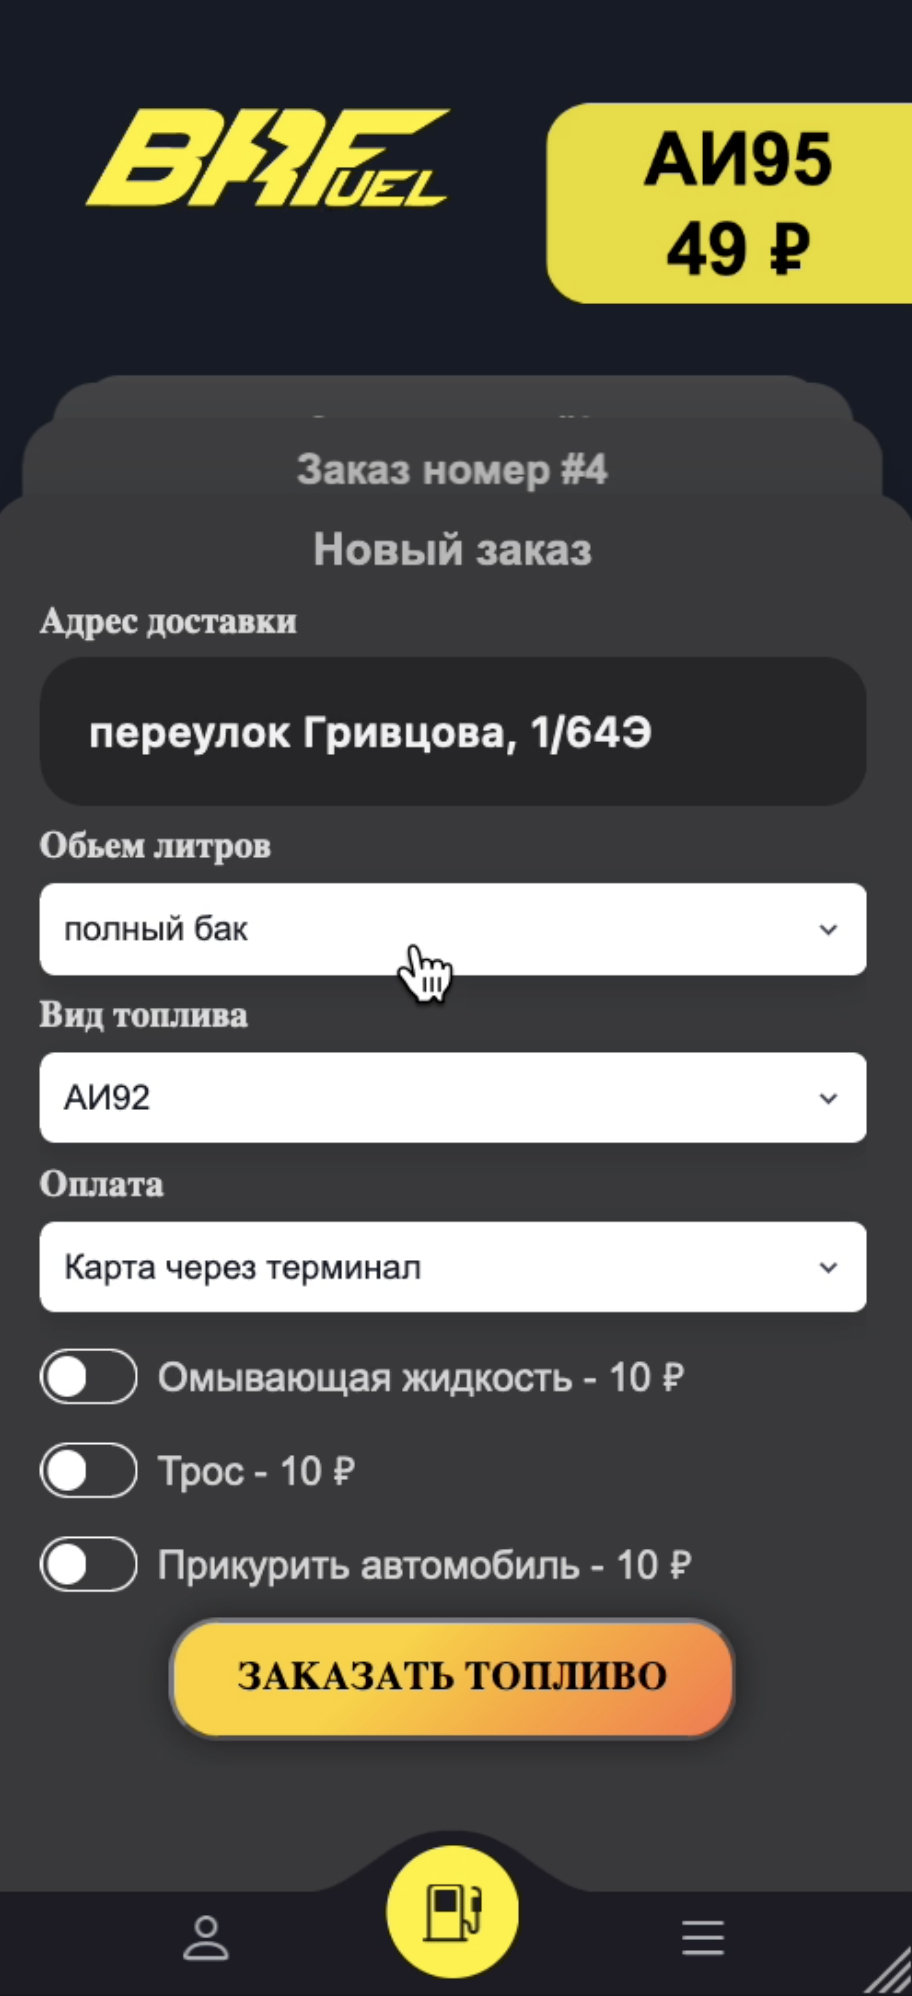 BRFUEL
АИ95
49 ₽
Заказ номер #4
Новый заказ
Адрес доставки
переулок Гривцова, 1/64Э
Обьем литров
полный бак
Вид топлива
АИ92
Оплата
Карта через терминал
Омывающая жидкость - 10 ₽
Трос - 10 ₽
Прикурить автомобиль - 10 ₽
ЗАКАЗАТЬ ТОПЛИВО